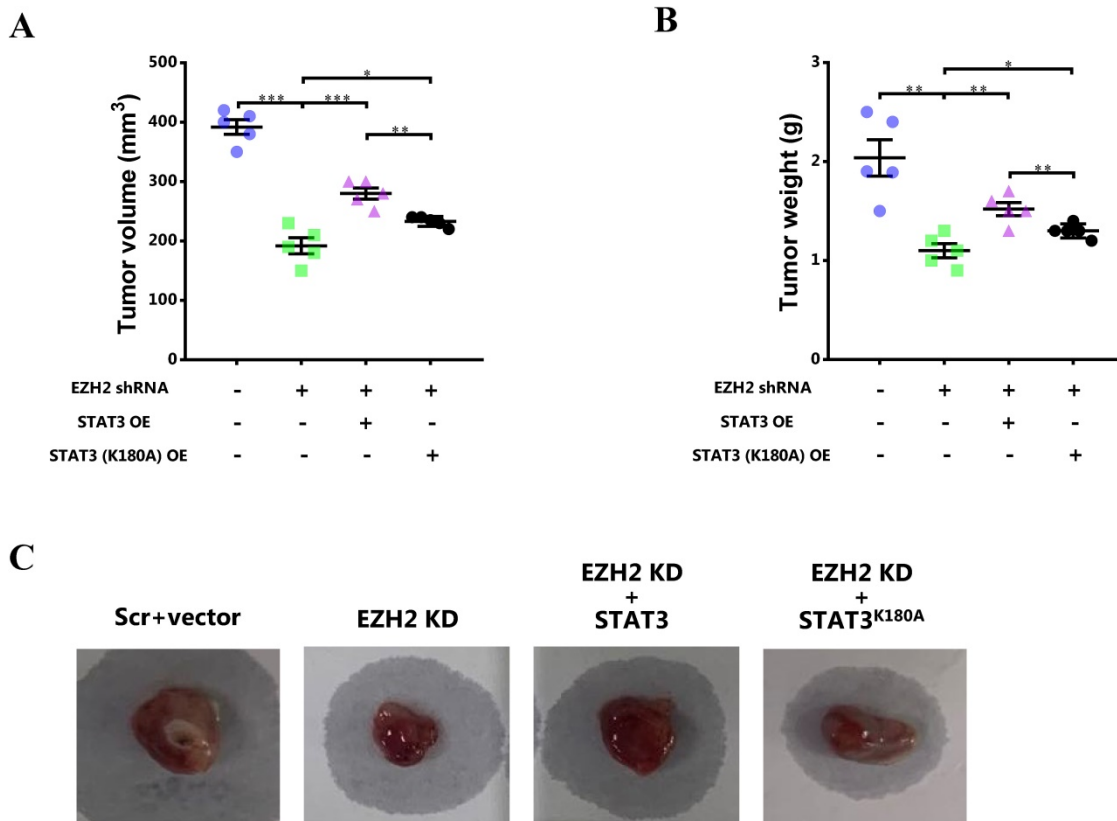 A
Tumor volume (mm³)
500
400
300
200
100
0
*
*** ***
**
EZH2 shRNA - + + +
STAT3 OE - - + -
STAT3 (K180A) OE - - - +
B
Tumor weight (g)
3
2
1
0
*
** **
**
EZH2 shRNA - + + +
STAT3 OE - - + -
STAT3 (K180A) OE - - - +
C
Scr+vector
EZH2 KD
EZH2 KD
+
STAT3
EZH2 KD
+
STAT3ᴷ¹⁸⁰ᴬ